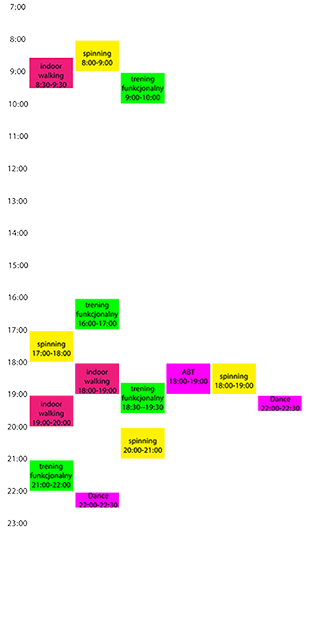 7:00
8:00
spinning
8:00-9:00
indoor
walking
8:30-9:30
9:00
trening
funkcjonalny
9:00-10:00
10:00
11:00
12:00
13:00
14:00
15:00
16:00
trening
funkcjonalny
16:00-17:00
17:00
spinning
17:00-18:00
18:00
indoor
walking
18:00-19:00
ABT
18:00-19:00
spinning
18:00-19:00
trening
funkcjonalny
18:30--19:30
19:00
indoor
walking
19:00-20:00
Dance
22:00-22:30
20:00
spinning
20:00-21:00
21:00
trening
funkcjonalny
21:00-22:00
22:00
Dance
22:00-22:30
23:00